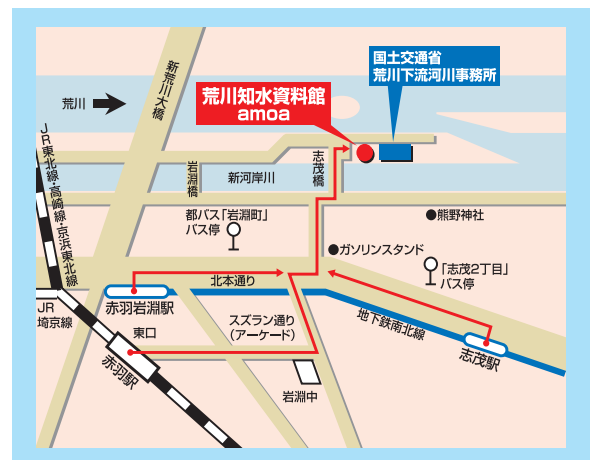 国土交通省
荒川下流河川事務所
荒川知水資料館
amoa
荒川
新荒川大橋
JR東北線・高崎線・京浜東北線
岩淵橋
新河岸川
志茂橋
都バス「岩淵町」
バス停
●熊野神社
●ガソリンスタンド
「志茂2丁目」
バス停
北本通り
赤羽岩淵駅
JR
埼京線
東口
スズラン通り
(アーケード)
地下鉄南北線
志茂駅
赤羽駅
岩淵中